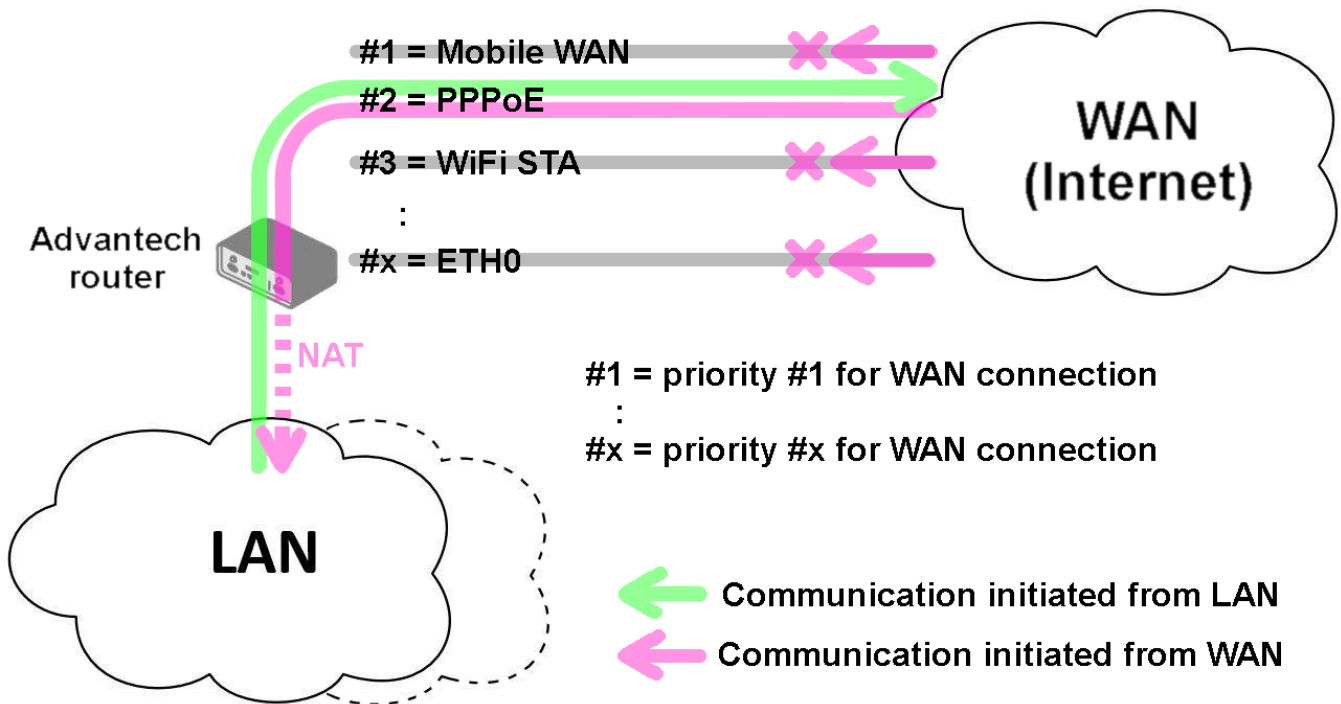 #1 = Mobile WAN
#2 = PPPoE
#3 = WiFi STA
:
#x = ETH0
WAN
(Internet)
Advantech
router
NAT
#1 = priority #1 for WAN connection
:
#x = priority #x for WAN connection
LAN
Communication initiated from LAN
Communication initiated from WAN